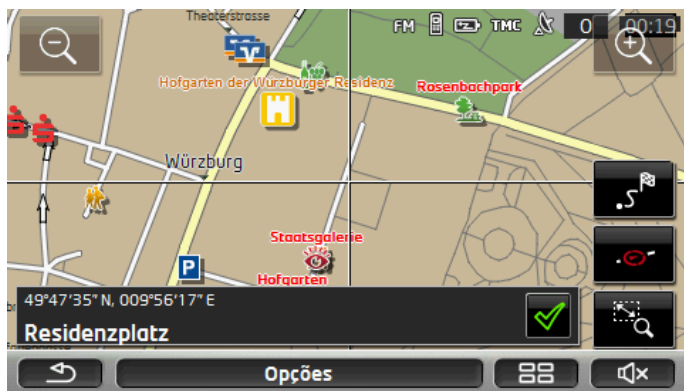 Theaterstrasse
FM TMC 0 00:19
Hofgarten der Würzburger Residenz
Rosenbachpark
Würzburg
Staatsgalerie
P
Hofgarten
49°47'35" N, 009°56'17" E
Residenzplatz
Opções